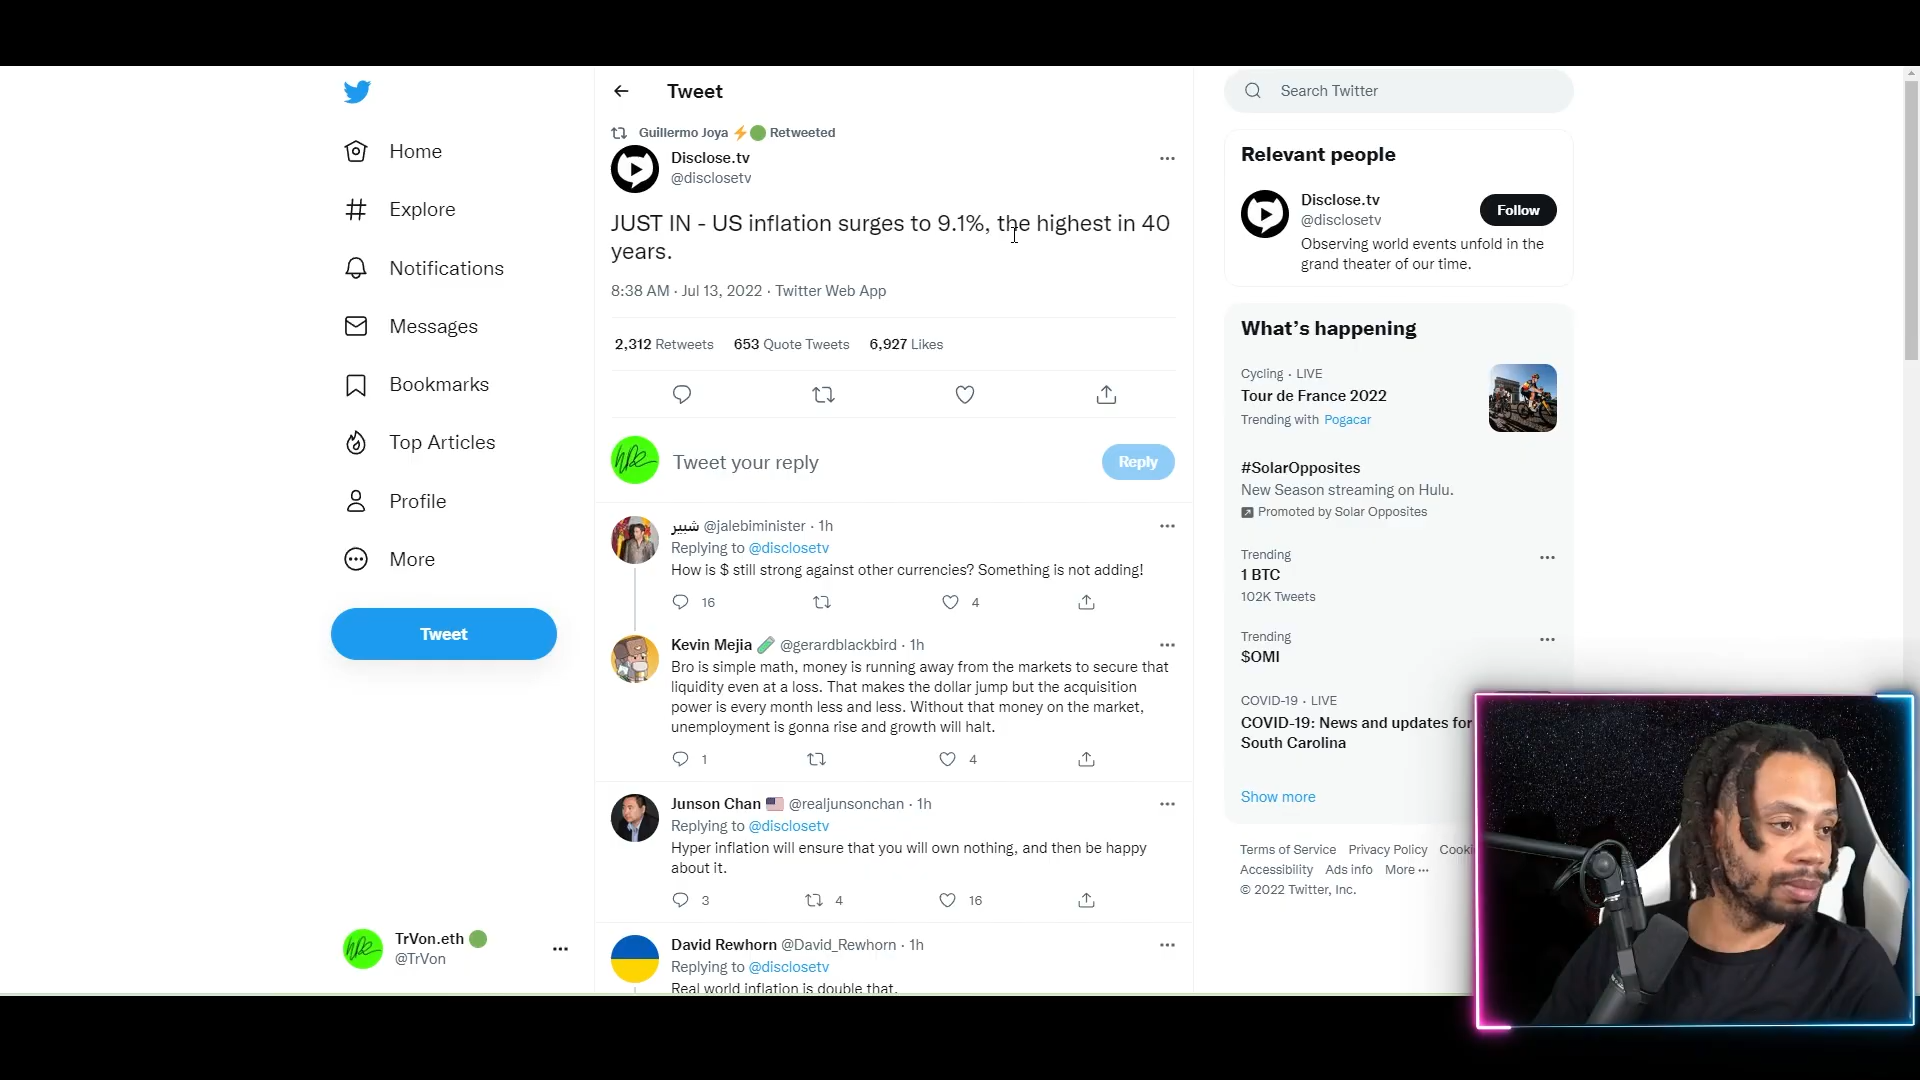 Tweet
Search Twitter
Guillermo Joya ⚡🟢 Retweeted
Disclose.tv
@disclosetv
JUST IN - US inflation surges to 9.1%, the highest in 40
years.
8:38 AM · Jul 13, 2022 · Twitter Web App
2,312 Retweets 653 Quote Tweets 6,927 Likes
Tweet your reply
Reply
شبير @jalebiminister · 1h
Replying to @disclosetv
How is $ still strong against other currencies? Something is not adding!
16 4
Kevin Mejia 🧪 @gerardblackbird · 1h
Bro is simple math, money is running away from the markets to secure that
liquidity even at a loss. That makes the dollar jump but the acquisition
power is every month less and less. Without that money on the market,
unemployment is gonna rise and growth will halt.
1 4
Junson Chan 🇺🇸 @realjunsonchan · 1h
Replying to @disclosetv
Hyper inflation will ensure that you will own nothing, and then be happy
about it.
3 4 16
David Rewhorn @David_Rewhorn · 1h
Replying to @disclosetv
Real world inflation is double that.
Home
Explore
Notifications
Messages
Bookmarks
Top Articles
Profile
More
Tweet
TrVon.eth 🟢
@TrVon
Relevant people
Disclose.tv
@disclosetv
Follow
Observing world events unfold in the
grand theater of our time.
What's happening
Cycling · LIVE
Tour de France 2022
Trending with Pogacar
#SolarOpposites
New Season streaming on Hulu.
Promoted by Solar Opposites
Trending
1 BTC
102K Tweets
Trending
$OMI
COVID-19 · LIVE
COVID-19: News and updates for
South Carolina
Show more
Terms of Service Privacy Policy
Accessibility Ads info More ···
© 2022 Twitter, Inc.